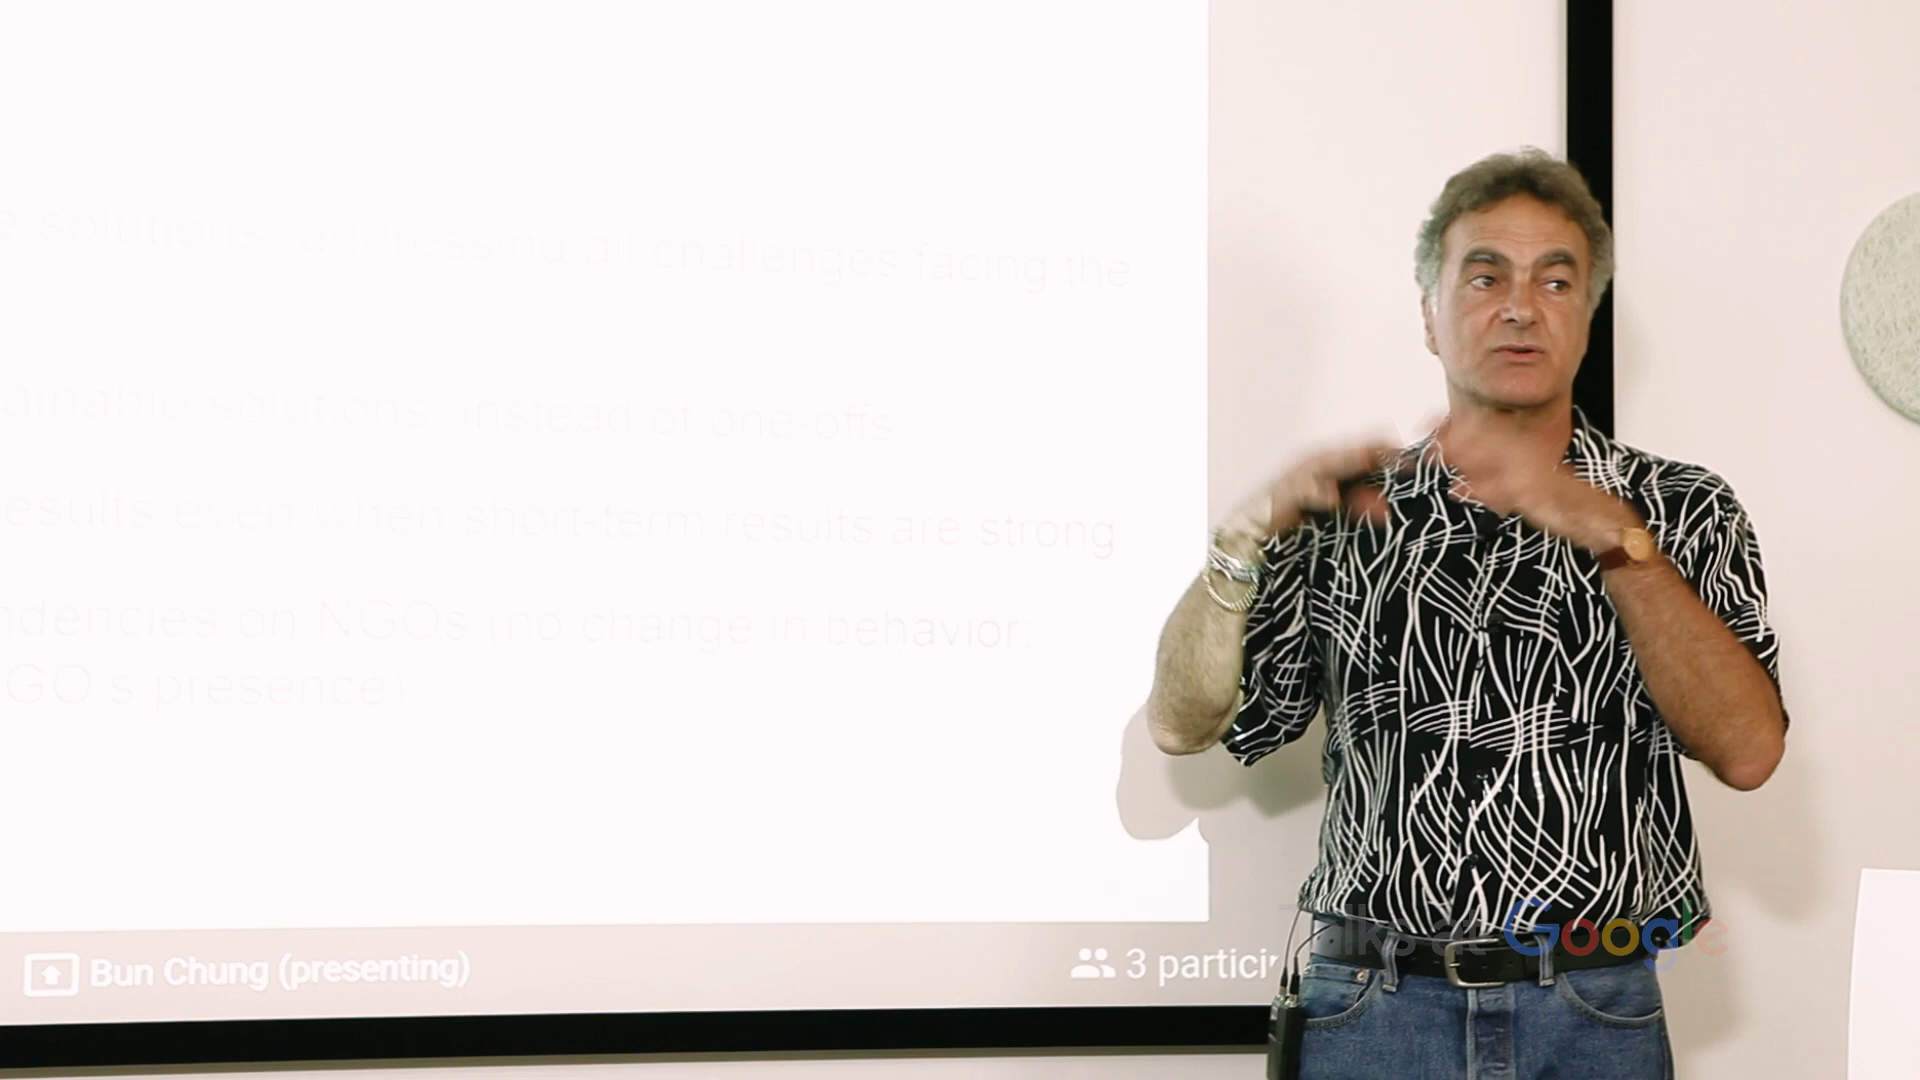 solutions, addressing all challenges facing the
ainable solutions, instead of one-offs
esults even when short-term results are strong
ndencies on NGOs (no change in behavior;
GO's presence)
Bun Chung (presenting)
3 partici
Talks at Google